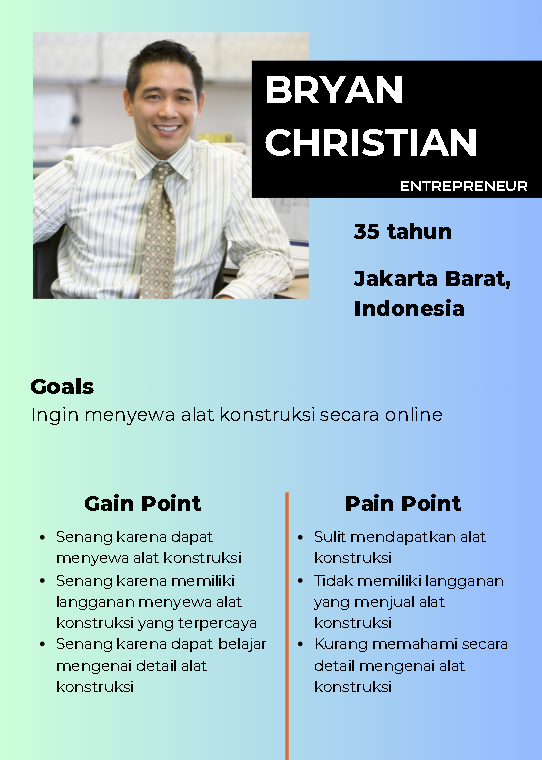 BRYAN
CHRISTIAN
ENTREPRENEUR
35 tahun
Jakarta Barat,
Indonesia
Goals
Ingin menyewa alat konstruksi secara online
Gain Point
• Senang karena dapat
menyewa alat konstruksi
• Senang karena memiliki
langganan menyewa alat
konstruksi yang terpercaya
• Senang karena dapat belajar
mengenai detail alat
konstruksi
Pain Point
• Sulit mendapatkan alat
konstruksi
• Tidak memiliki langganan
yang menjual alat
konstruksi
• Kurang memahami secara
detail mengenai alat
konstruksi